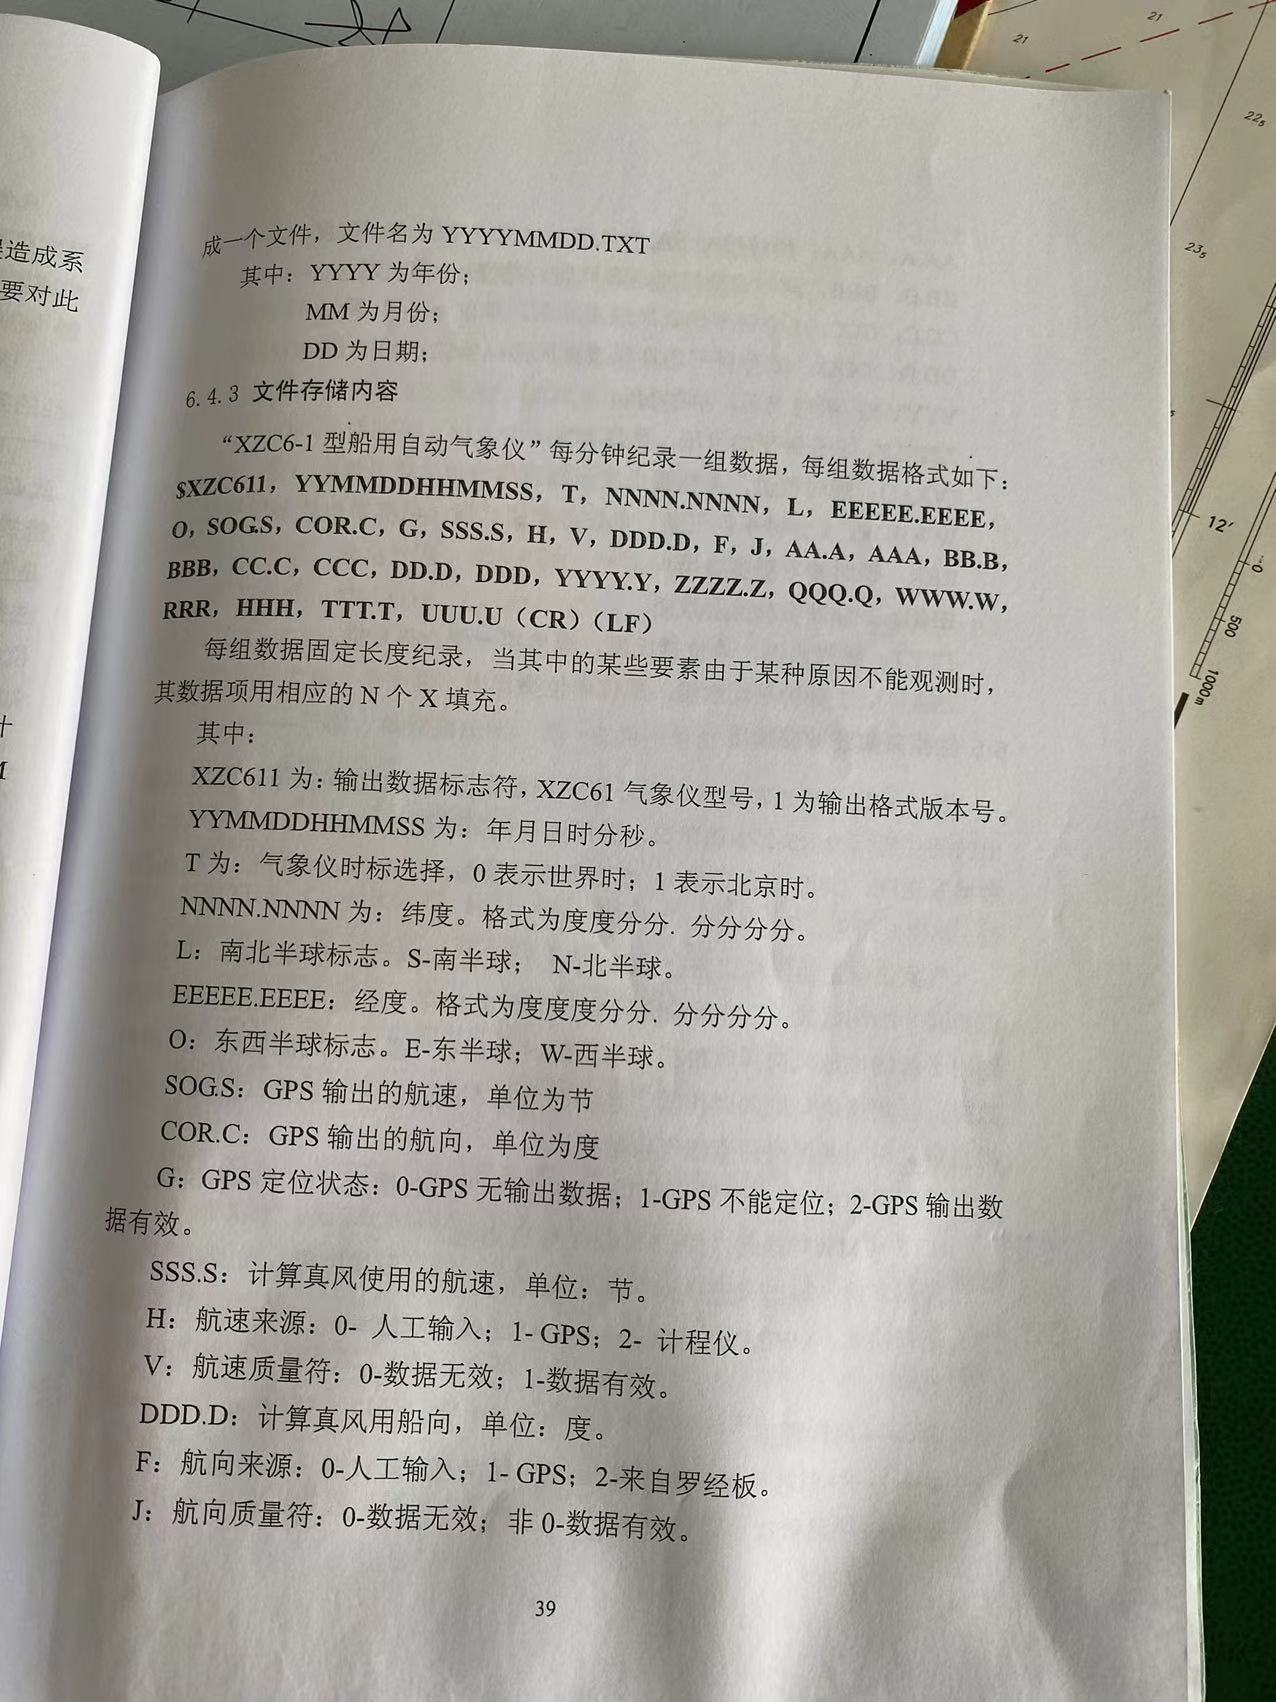 造成系
要对此
成一个文件，文件名为 YYYYMMDD.TXT
其中：YYYY 为年份；
MM 为月份；
DD 为日期；
6.4.3 文件存储内容
“XZC6-1 型船用自动气象仪”每分钟纪录一组数据，每组数据格式如下：
$XZC611，YYMMDDHHMMSS，T，NNNN.NNNN，L，EEEEE.EEEE，
O，SOG.S，COR.C，G，SSS.S，H，V，DDD.D，F，J，AA.A，AAA，BB.B，
BBB，CC.C，CCC，DD.D，DDD，YYYY.Y，ZZZZ.Z，QQQ.Q，WWW.W，
RRR，HHH，TTT.T，UUU.U（CR）（LF）
每组数据固定长度纪录，当其中的某些要素由于某种原因不能观测时，
其数据项用相应的 N 个 X 填充。
其中：
XZC611 为：输出数据标志符，XZC61 气象仪型号，1 为输出格式版本号。
YYMMDDHHMMSS 为：年月日时分秒。
T 为：气象仪时标选择，0 表示世界时；1 表示北京时。
NNNN.NNNN 为：纬度。格式为度度分分．分分分分。
L：南北半球标志。S-南半球； N-北半球。
EEEEE.EEEE：经度。格式为度度度分分．分分分分。
O：东西半球标志。E-东半球；W-西半球。
SOG.S：GPS 输出的航速，单位为节
COR.C：GPS 输出的航向，单位为度
G：GPS 定位状态：0-GPS 无输出数据；1-GPS 不能定位；2-GPS 输出数
据有效。
SSS.S：计算真风使用的航速，单位：节。
H：航速来源：0- 人工输入；1- GPS；2- 计程仪。
V：航速质量符：0-数据无效；1-数据有效。
DDD.D：计算真风用船向，单位：度。
F：航向来源：0-人工输入；1- GPS；2-来自罗经板。
J：航向质量符：0-数据无效；非 0-数据有效。
39
21
21
22₅
23₅
12′
0
500
1000m